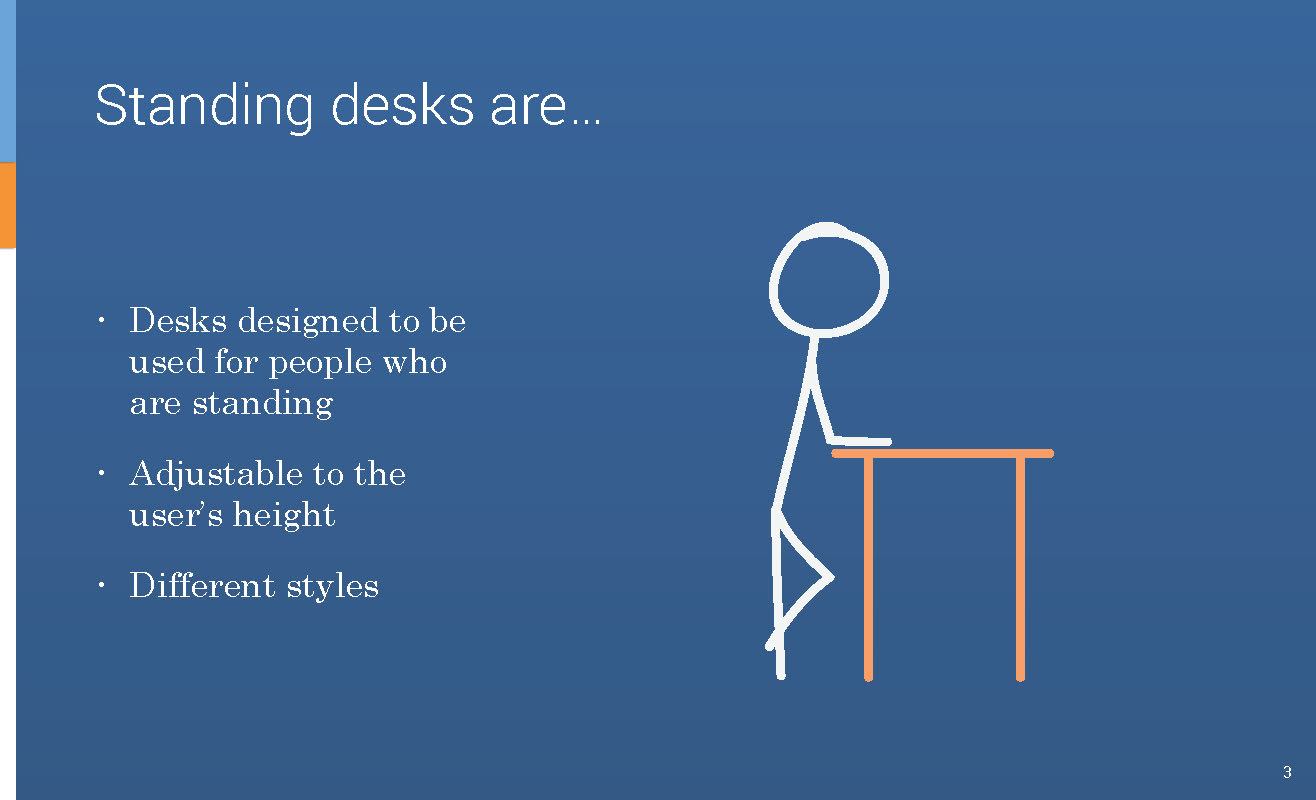 Standing desks are…
• Desks designed to be
used for people who
are standing
• Adjustable to the
user’s height
• Different styles
3